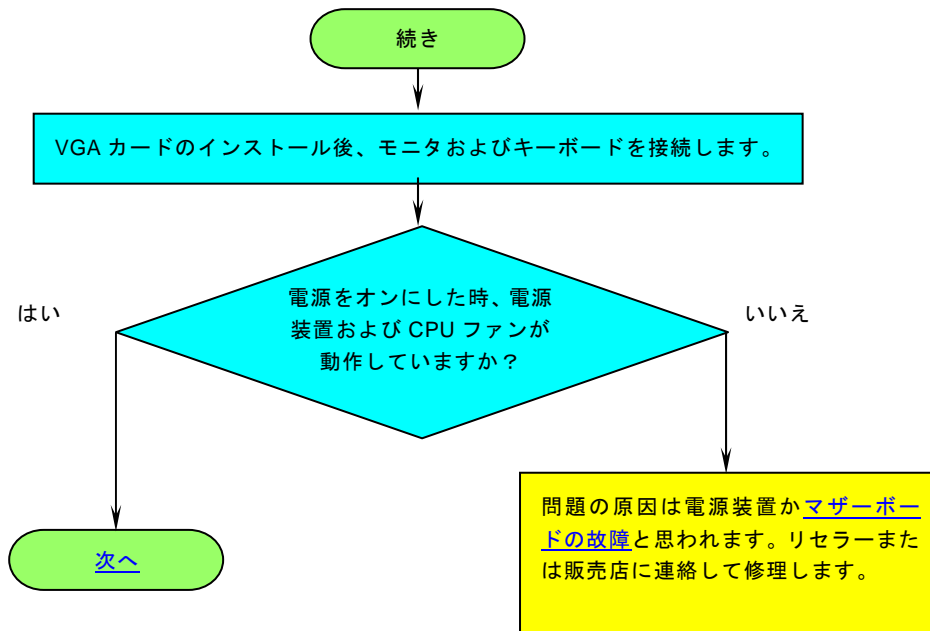 続き
VGA カードのインストール後、モニタおよびキーボードを接続します。
電源をオンにした時、電源
装置および CPU ファンが
動作していますか？
はい
いいえ
問題の原因は電源装置かマザーボー
ドの故障と思われます。リセラーまた
は販売店に連絡して修理します。
次へ